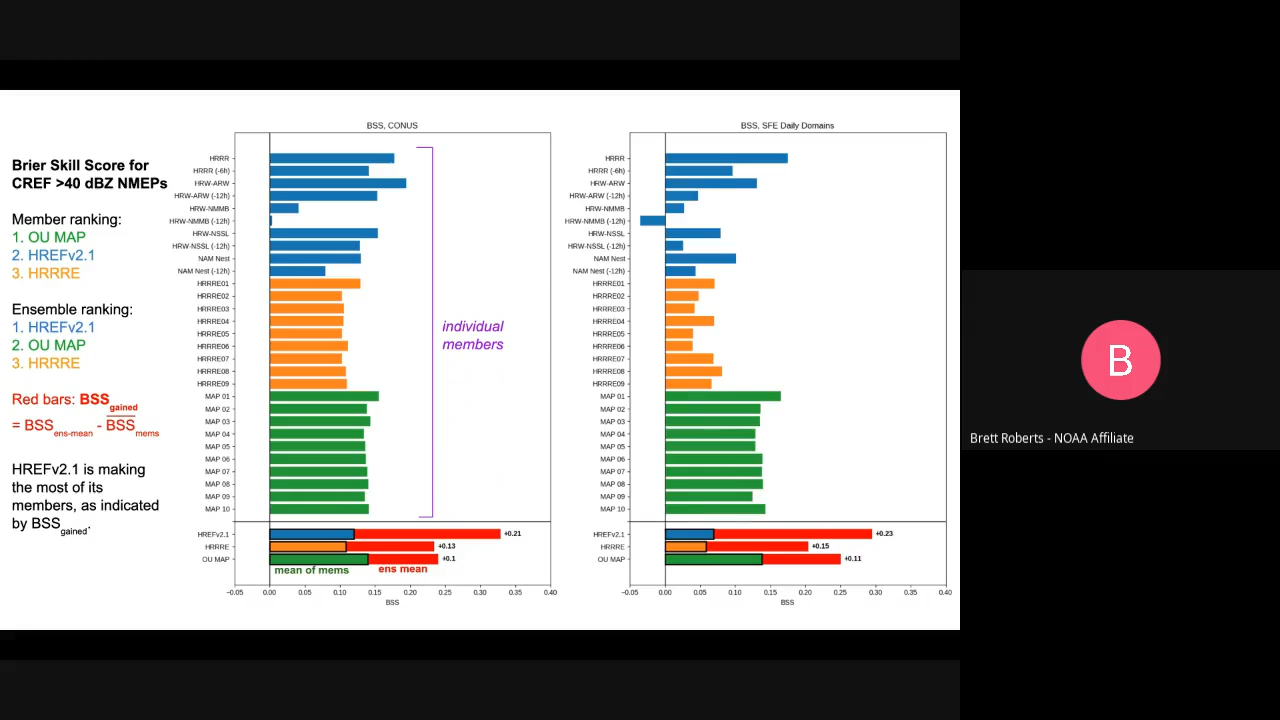 Brier Skill Score for
CREF >40 dBZ NMEPs
Member ranking:
1. OU MAP
2. HREFv2.1
3. HRRRE
Ensemble ranking:
1. HREFv2.1
2. OU MAP
3. HRRRE
Red bars: BSSgained
= BSSens-mean - BSSmems
HREFv2.1 is making
the most of its
members, as indicated
by BSSgained.
BSS, CONUS
HRRR
HRRR (-6h)
HRW-ARW
HRW-ARW (-12h)
HRW-NMMB
HRW-NMMB (-12h)
HRW-NSSL
HRW-NSSL (-12h)
NAM Nest
NAM Nest (-12h)
HRRRE01
HRRRE02
HRRRE03
HRRRE04
HRRRE05
HRRRE06
HRRRE07
HRRRE08
HRRRE09
MAP 01
MAP 02
MAP 03
MAP 04
MAP 05
MAP 06
MAP 07
MAP 08
MAP 09
MAP 10
individual
members
HREFv2.1 +0.21
HRRRE +0.13
OU MAP +0.1
mean of mems ens mean
−0.05 0.00 0.05 0.10 0.15 0.20 0.25 0.30 0.35 0.40
BSS
BSS, SFE Daily Domains
HRRR
HRRR (-6h)
HRW-ARW
HRW-ARW (-12h)
HRW-NMMB
HRW-NMMB (-12h)
HRW-NSSL
HRW-NSSL (-12h)
NAM Nest
NAM Nest (-12h)
HRRRE01
HRRRE02
HRRRE03
HRRRE04
HRRRE05
HRRRE06
HRRRE07
HRRRE08
HRRRE09
MAP 01
MAP 02
MAP 03
MAP 04
MAP 05
MAP 06
MAP 07
MAP 08
MAP 09
MAP 10
HREFv2.1 +0.23
HRRRE +0.15
OU MAP +0.11
−0.05 0.00 0.05 0.10 0.15 0.20 0.25 0.30 0.35 0.40
BSS
B
Brett Roberts - NOAA Affiliate